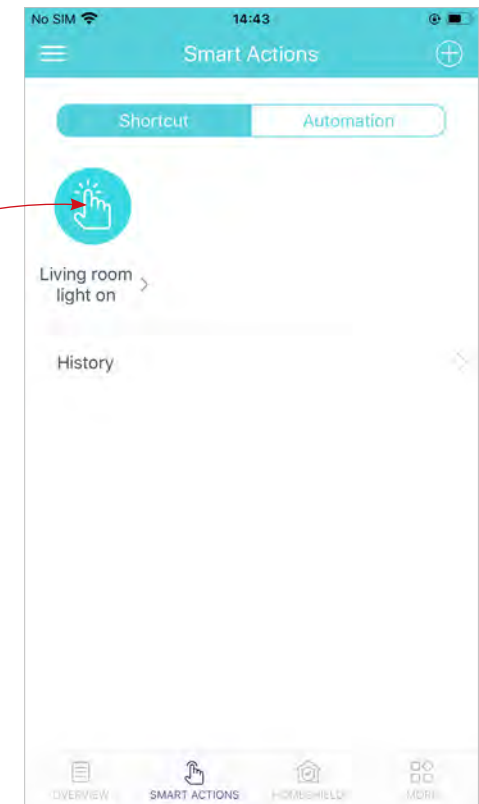 No SIM 14:43
Smart Actions
Shortcut Automation
Living room
light on
History
OVERVIEW SMART ACTIONS HOMESHIELD MORE